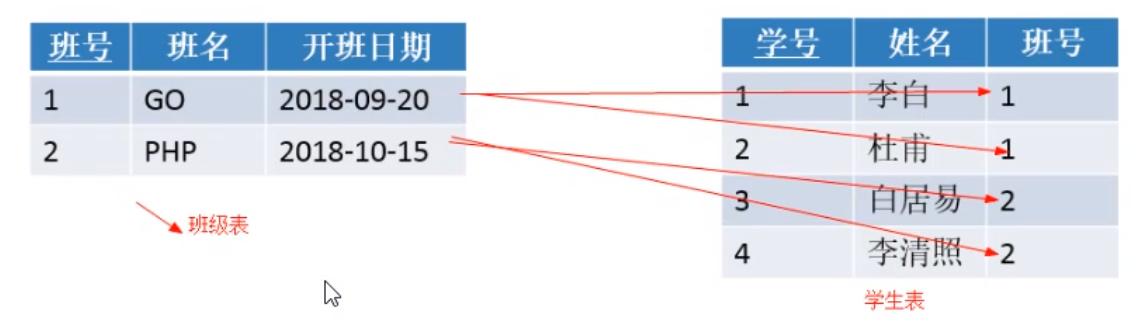 班号 班名 开班日期
1 GO 2018-09-20
2 PHP 2018-10-15
班级表
学号 姓名 班号
1 李白 1
2 杜甫 1
3 白居易 2
4 李清照 2
学生表